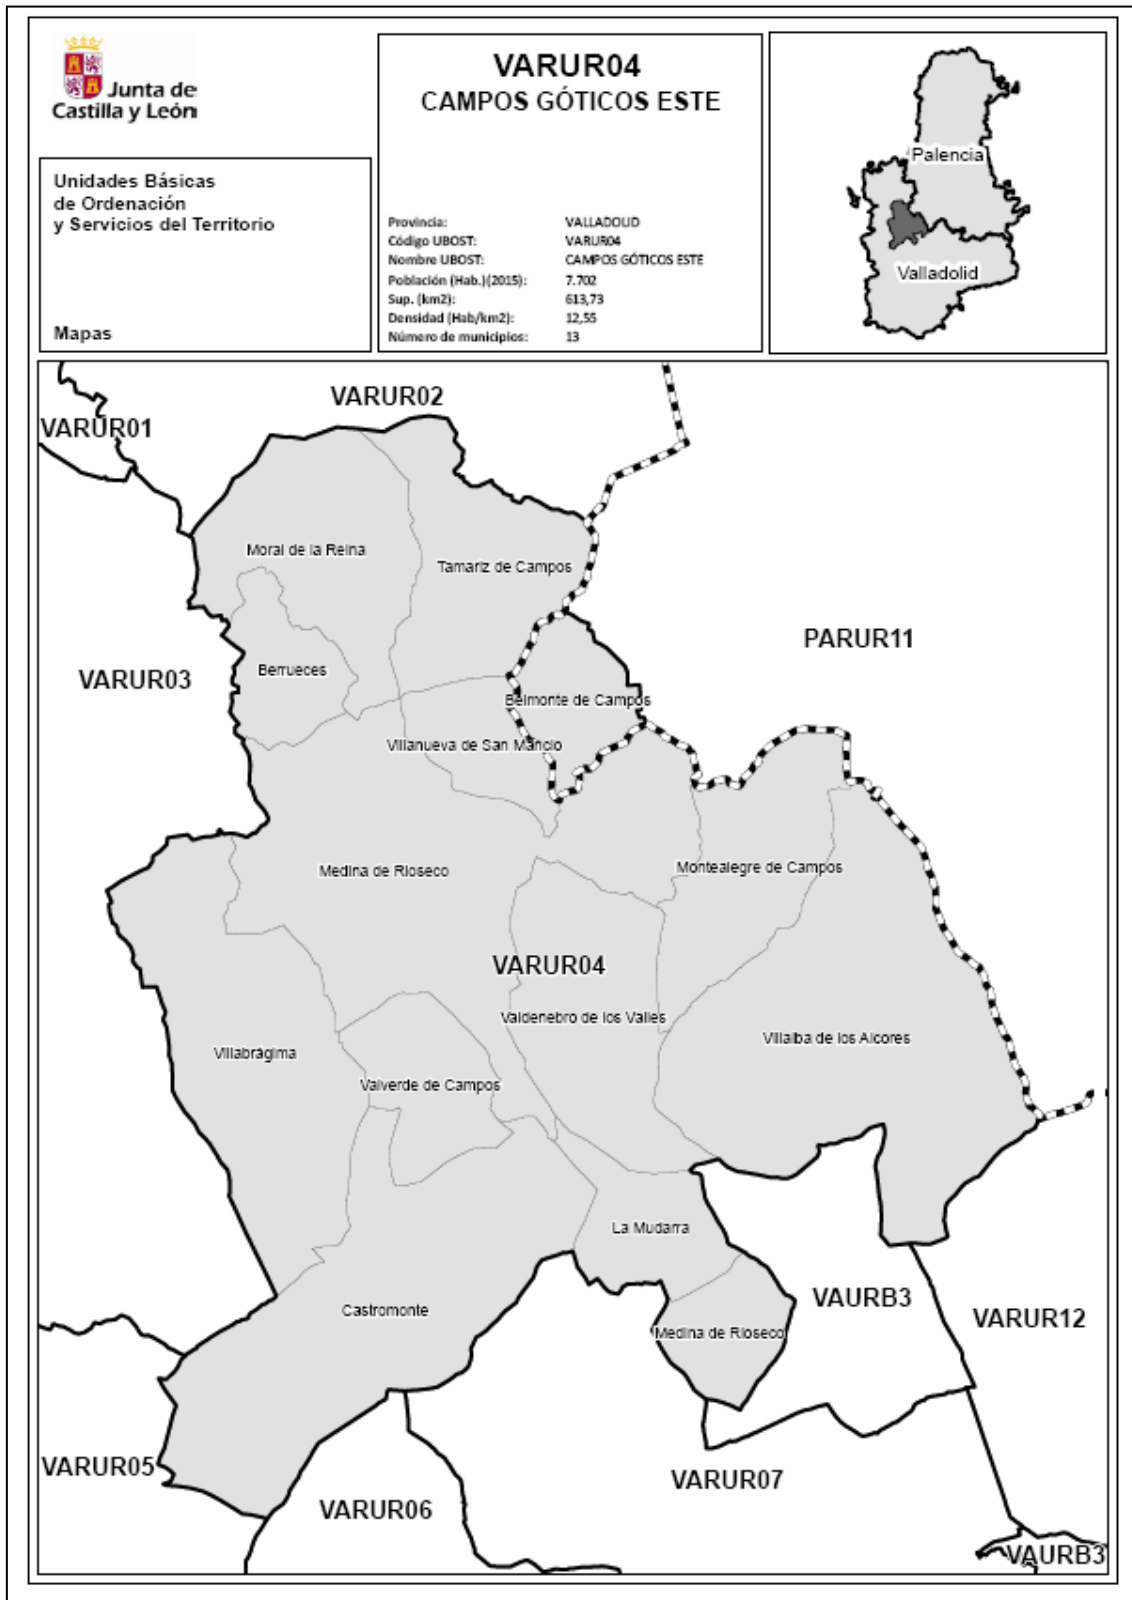 Junta de
Castilla y León
Unidades Básicas
de Ordenación
y Servicios del Territorio
Mapas
VARUR04
CAMPOS GÓTICOS ESTE
Provincia: VALLADOLID
Código UBOST: VARUR04
Nombre UBOST: CAMPOS GÓTICOS ESTE
Población (Hab.)(2015): 7.702
Sup. (km2): 613,73
Densidad (Hab/km2): 12,55
Número de municipios: 13
Palencia
Valladolid
VARUR02
VARUR01
Moral de la Reina
Tamariz de Campos
PARUR11
Berrueces
VARUR03
Belmonte de Campos
Villanueva de San Mancio
Medina de Rioseco
Montealegre de Campos
VARUR04
Valdenebro de los Valles
Villalba de los Alcores
Villabrágima
Valverde de Campos
La Mudarra
VAURB3
Castromonte
VARUR12
Medina de Rioseco
VARUR05
VARUR07
VARUR06
VAURB3